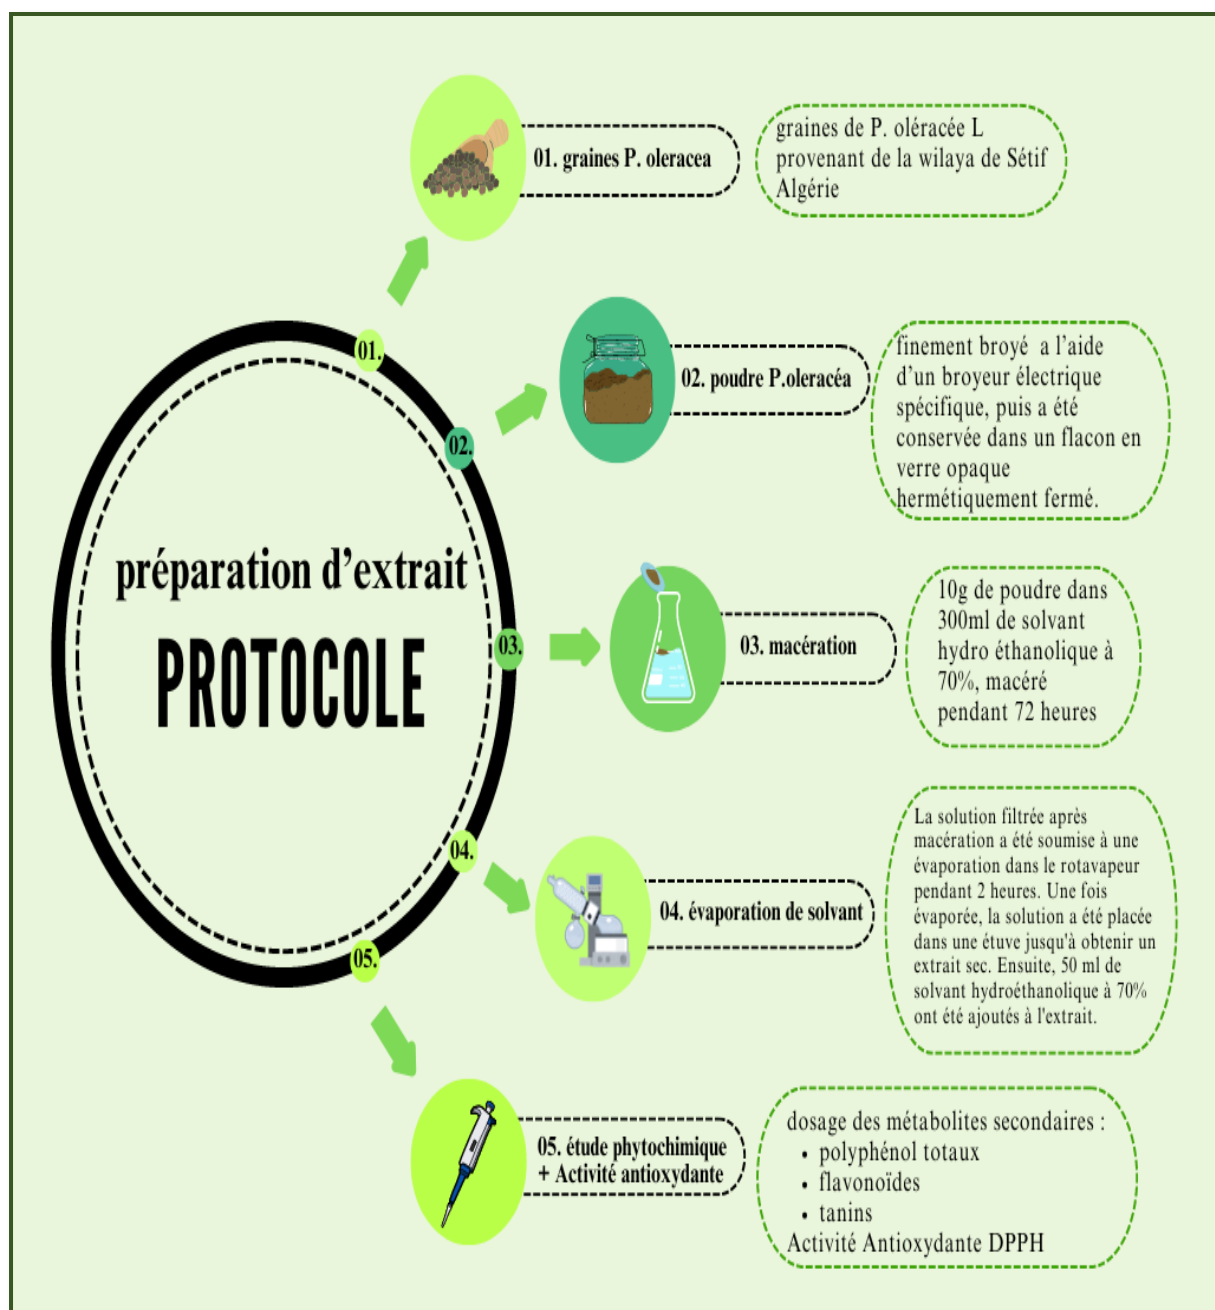 01. graines P. oleracea
graines de P. oléracée L
provenant de la wilaya de Sétif
Algérie
01.
02.
02. poudre P.oleracéa
finement broyé a l’aide
d’un broyeur électrique
spécifique, puis a été
conservée dans un flacon en
verre opaque
hermétiquement fermé.
préparation d’extrait
PROTOCOLE
03.
03. macération
10g de poudre dans
300ml de solvant
hydro éthanolique à
70%, macéré
pendant 72 heures
04.
04. évaporation de solvant
La solution filtrée après
macération a été soumise à une
évaporation dans le rotavapeur
pendant 2 heures. Une fois
évaporée, la solution a été placée
dans une étuve jusqu'à obtenir un
extrait sec. Ensuite, 50 ml de
solvant hydroéthanolique à 70%
ont été ajoutés à l'extrait.
05.
05. étude phytochimique
+ Activité antioxydante
dosage des métabolites secondaires :
• polyphénol totaux
• flavonoïdes
• tanins
Activité Antioxydante DPPH